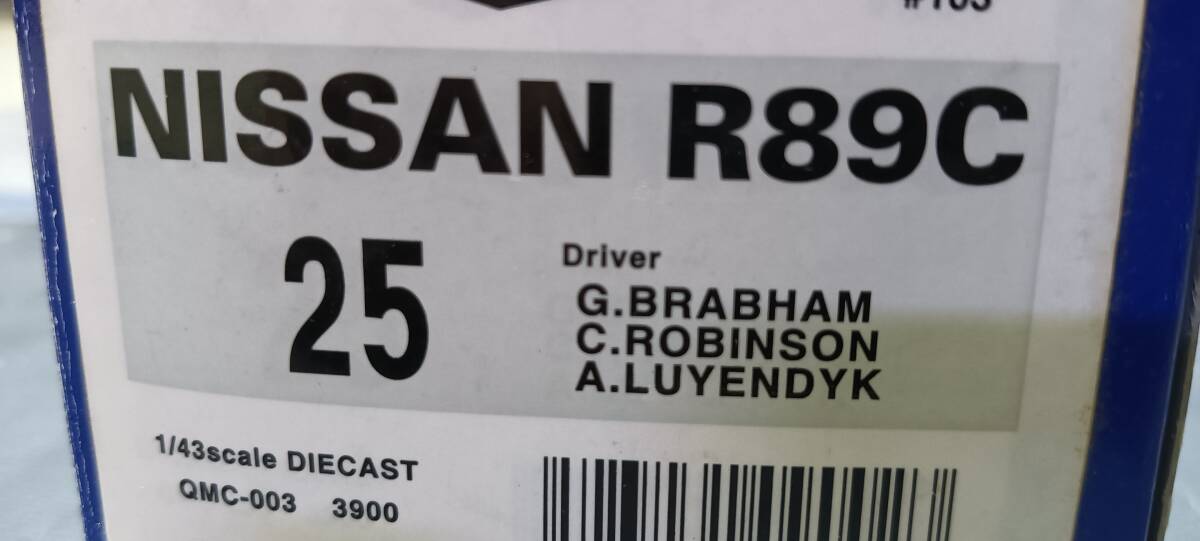 NISSAN R89C
25
Driver
G.BRABHAM
C.ROBINSON
A.LUYENDYK
1/43scale DIECAST
QMC-003 3900